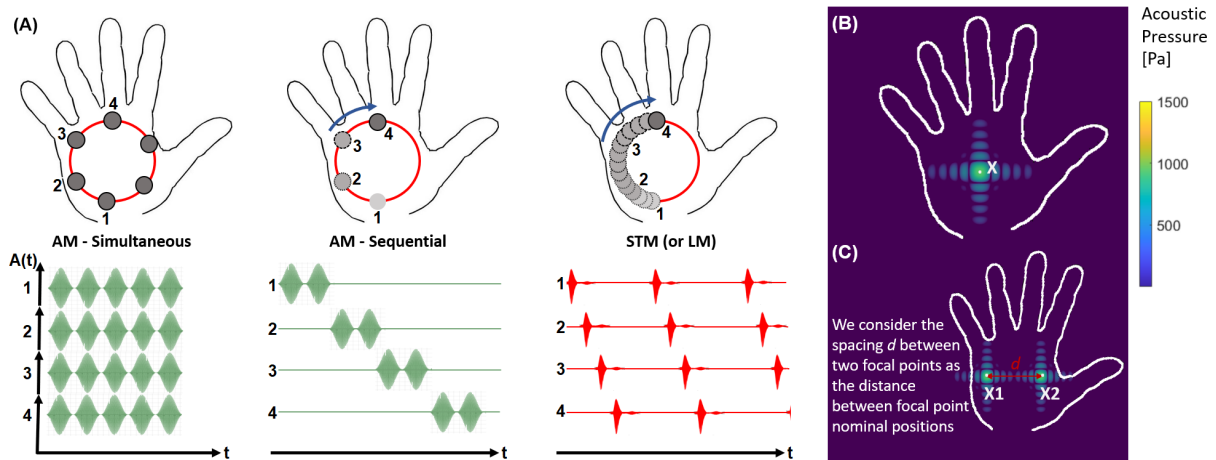 (A)
4
3
2
1
AM - Simultaneous
4
3
2
1
AM - Sequential
4
3
2
1
STM (or LM)
A(t)
1
2
3
4
t
1
2
3
4
t
1
2
3
4
t
(B)
X
Acoustic
Pressure
[Pa]
1500
1000
500
(C)
We consider the
spacing d between
two focal points as
the distance
between focal point
nominal positions
d
X1
X2